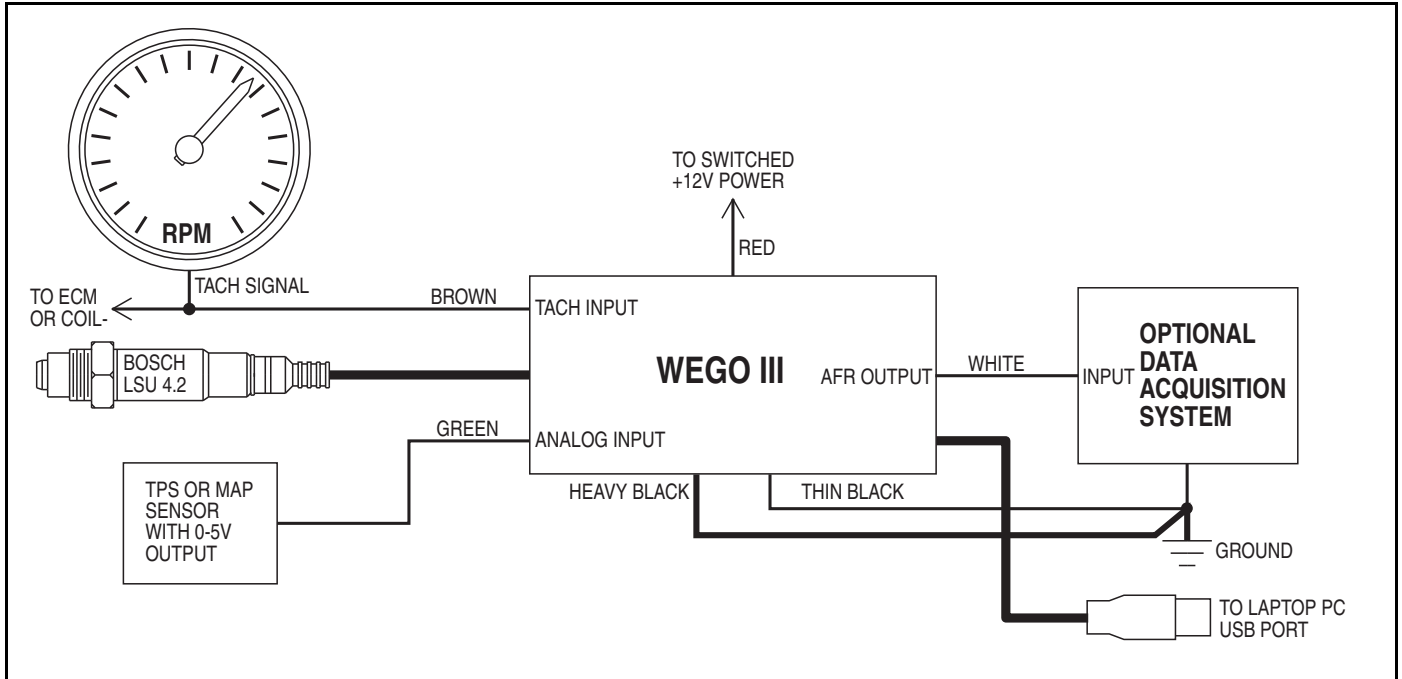 RPM
TACH SIGNAL
TO ECM
OR COIL-
BROWN
TACH INPUT
TO SWITCHED
+12V POWER
RED
BOSCH
LSU 4.2
WEGO III
AFR OUTPUT
WHITE
INPUT
OPTIONAL
DATA
ACQUISITION
SYSTEM
GREEN
ANALOG INPUT
TPS OR MAP
SENSOR
WITH 0-5V
OUTPUT
HEAVY BLACK
THIN BLACK
GROUND
TO LAPTOP PC
USB PORT